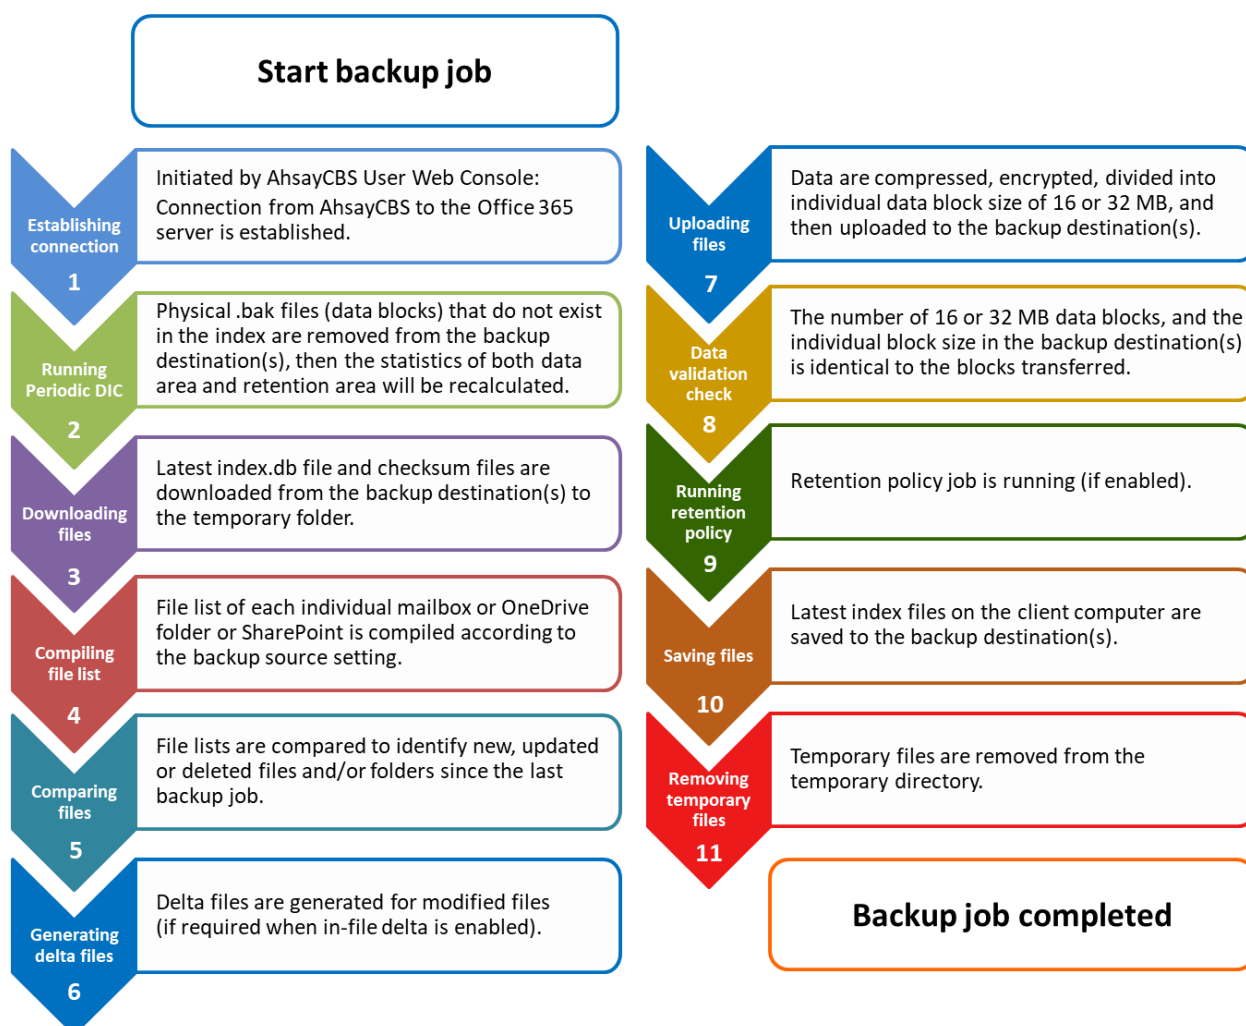 Start backup job
Establishing
connection
1
Initiated by AhsayCBS User Web Console:
Connection from AhsayCBS to the Office 365
server is established.
Running
Periodic DIC
2
Physical .bak files (data blocks) that do not exist
in the index are removed from the backup
destination(s), then the statistics of both data
area and retention area will be recalculated.
Downloading
files
3
Latest index.db file and checksum files are
downloaded from the backup destination(s) to
the temporary folder.
Compiling
file list
4
File list of each individual mailbox or OneDrive
folder or SharePoint is compiled according to
the backup source setting.
Comparing
files
5
File lists are compared to identify new, updated
or deleted files and/or folders since the last
backup job.
Generating
delta files
6
Delta files are generated for modified files
(if required when in-file delta is enabled).
Uploading
files
7
Data are compressed, encrypted, divided into
individual data block size of 16 or 32 MB, and
then uploaded to the backup destination(s).
Data
validation
check
8
The number of 16 or 32 MB data blocks, and the
individual block size in the backup destination(s)
is identical to the blocks transferred.
Running
retention
policy
9
Retention policy job is running (if enabled).
Saving files
10
Latest index files on the client computer are
saved to the backup destination(s).
Removing
temporary
files
11
Temporary files are removed from the
temporary directory.
Backup job completed